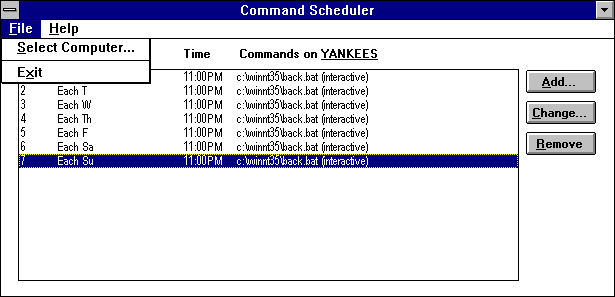 Command Scheduler
File Help
Select Computer...
Exit
Time Commands on YANKEES
11:00PM c:\winnt35\back.bat (interactive)
2 Each T 11:00PM c:\winnt35\back.bat (interactive)
3 Each W 11:00PM c:\winnt35\back.bat (interactive)
4 Each Th 11:00PM c:\winnt35\back.bat (interactive)
5 Each F 11:00PM c:\winnt35\back.bat (interactive)
6 Each Sa 11:00PM c:\winnt35\back.bat (interactive)
7 Each Su 11:00PM c:\winnt35\back.bat (interactive)
Add...
Change...
Remove